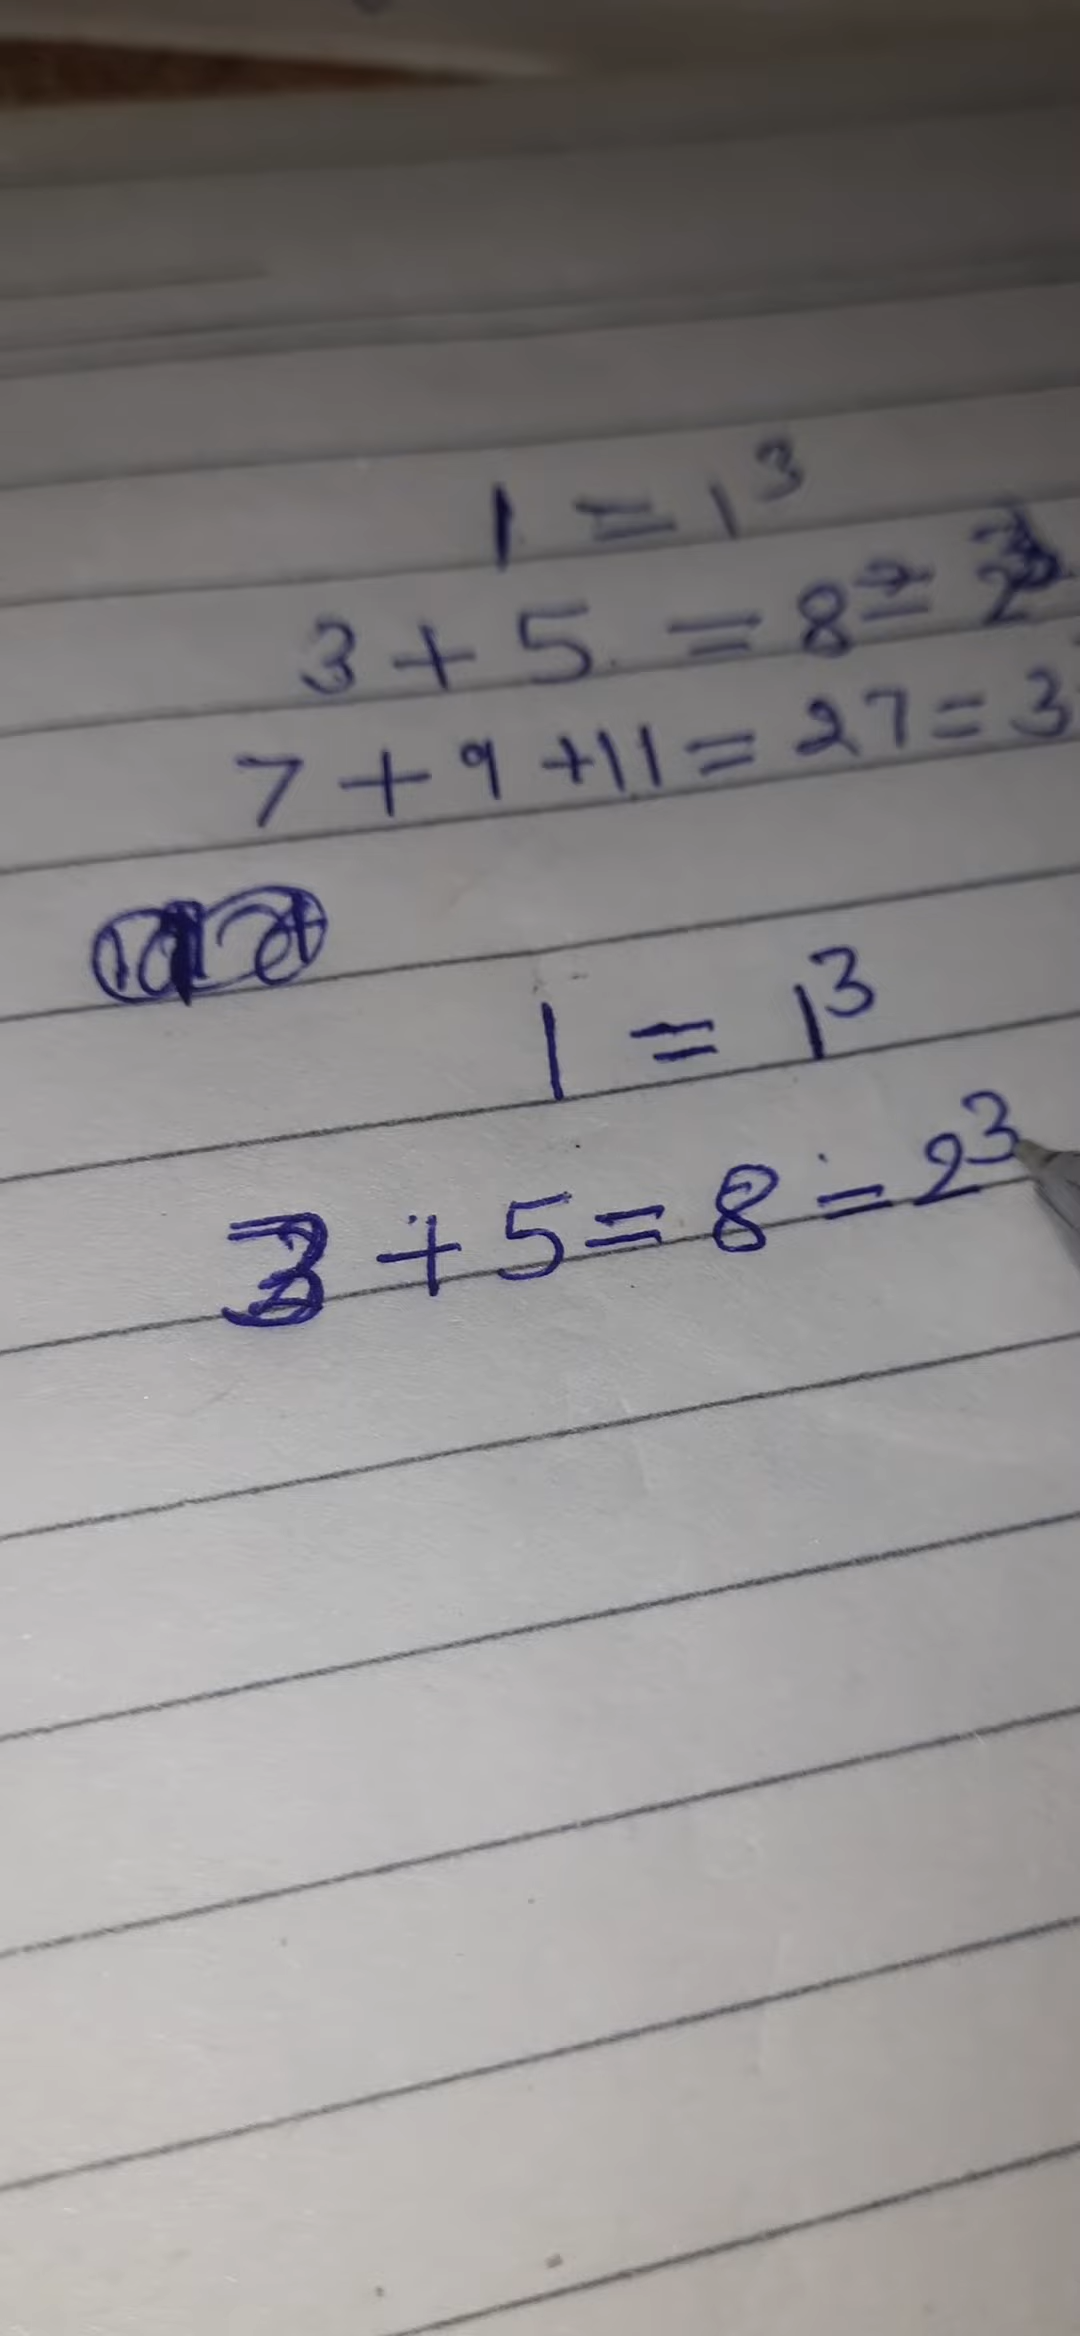 1 = 1³
3 + 5 = 8 = 2³
7 + 9 + 11 = 27 = 3
1 = 1³
3 + 5 = 8 = 2³